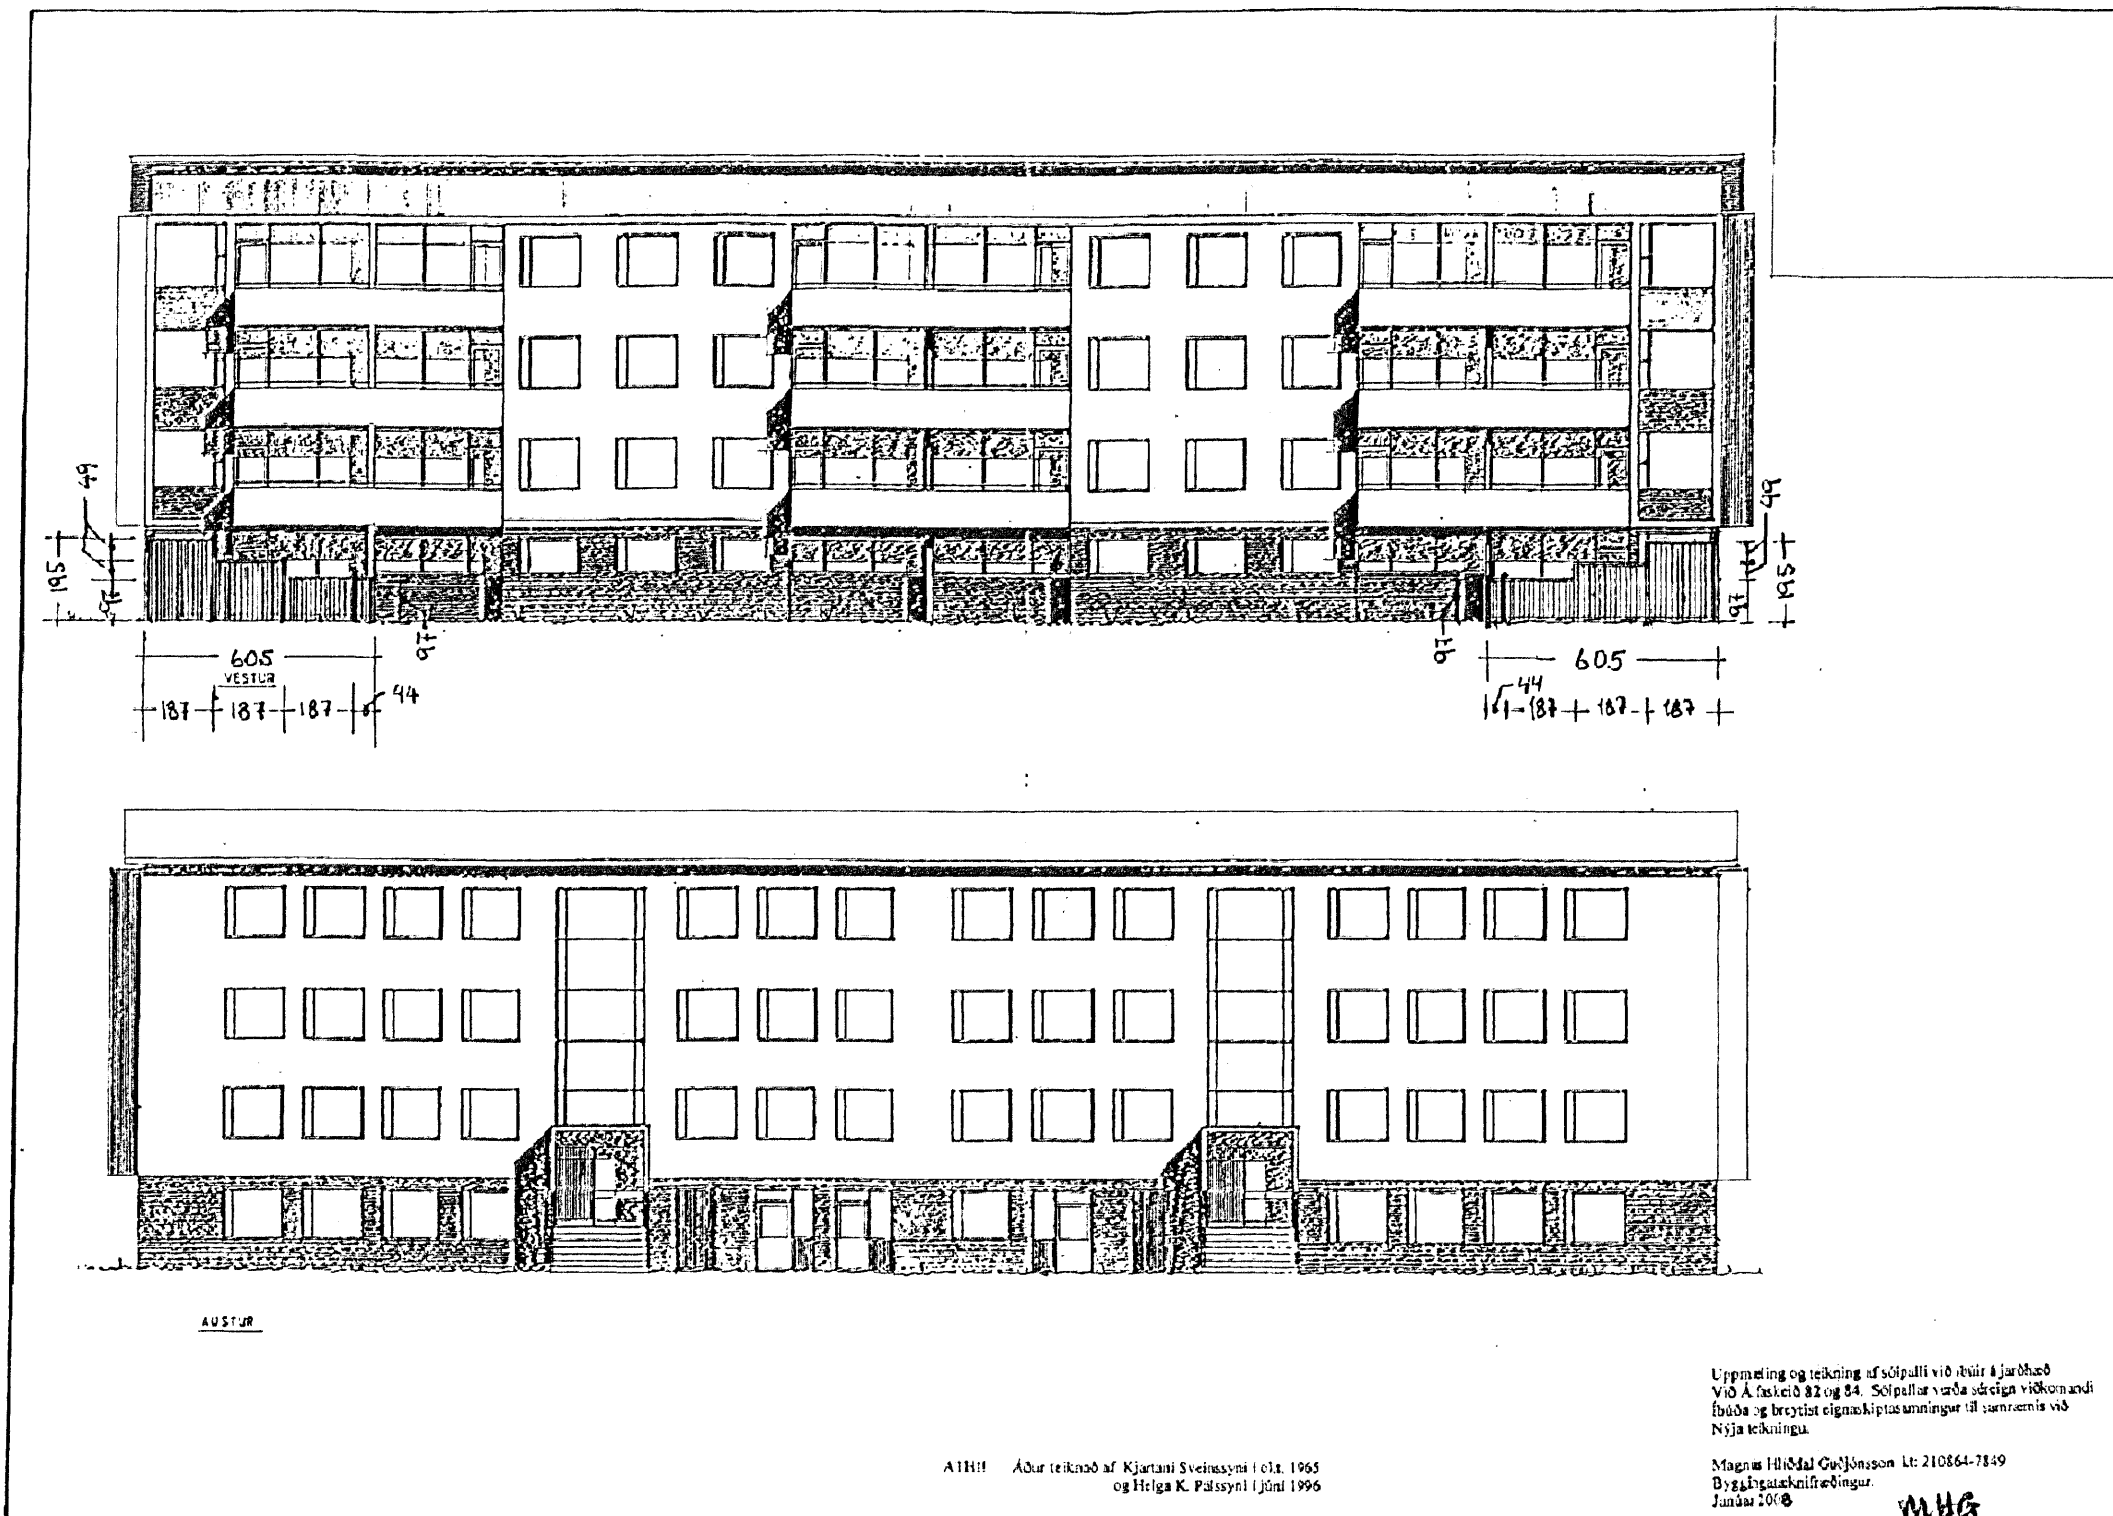 49
195
97
49
195
97
97
97
605
VESTUR
187 187 187 44
605
44
187 187 187
AUSTUR
ATH!! Áður teiknað af Kjartani Sveinssyni í okt. 1965
og Helga K. Pálssyni í júní 1996
Uppmæling og teikning af sólpalli við íbúir á jarðhæð
Við Álfaskeið 82 og 84. Sólpallar verða séreign viðkomandi
Íbúða og breytist eignaskiptasamningur til samræmis við
Nýja teikningu.
Magnús Hlíðdal Guðjónsson kt: 210864-7849
Byggingatæknifræðingur.
Janúar 2008
MHG